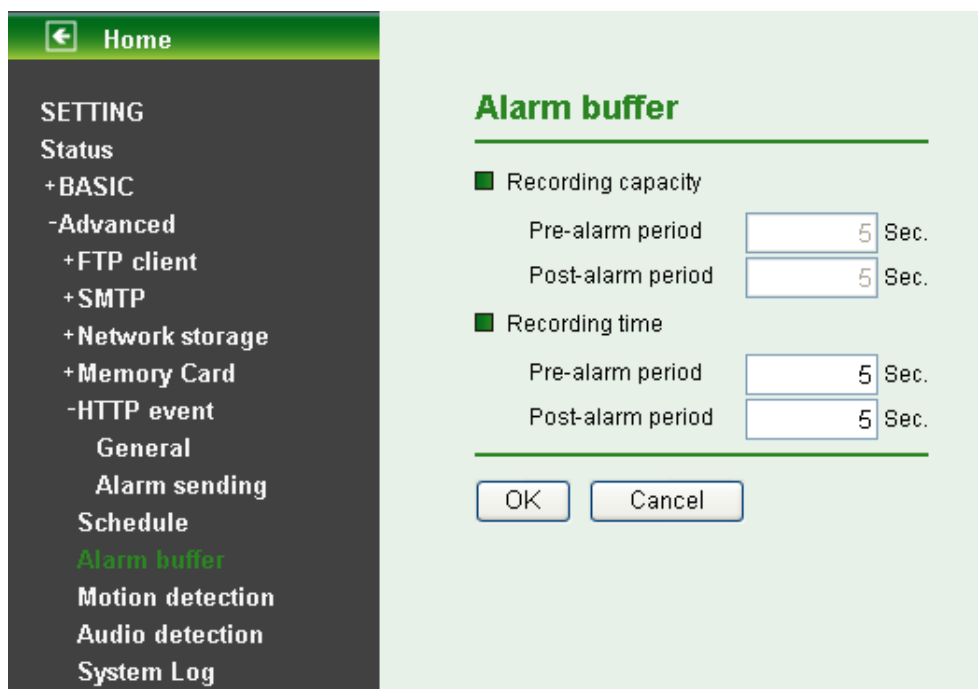 Home
SETTING
Status
+BASIC
-Advanced
+FTP client
+SMTP
+Network storage
+Memory Card
-HTTP event
General
Alarm sending
Schedule
Alarm buffer
Motion detection
Audio detection
System Log
Alarm buffer
Recording capacity
Pre-alarm period 5 Sec.
Post-alarm period 5 Sec.
Recording time
Pre-alarm period 5 Sec.
Post-alarm period 5 Sec.
OK Cancel